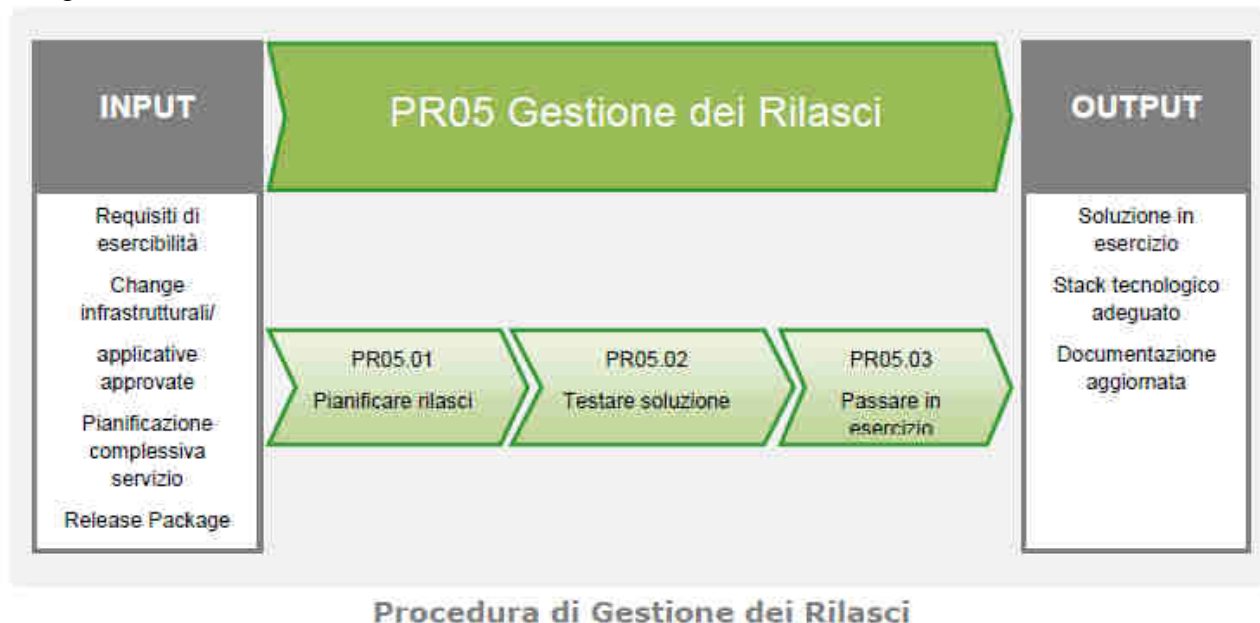 INPUT
PR05 Gestione dei Rilasci
OUTPUT
Requisiti di
esercibilità
Change
infrastrutturali/
applicative
approvate
Pianificazione
complessiva
servizio
Release Package
PR05.01
Pianificare rilasci
PR05.02
Testare soluzione
PR05.03
Passare in
esercizio
Soluzione in
esercizio
Stack tecnologico
adeguato
Documentazione
aggiornata
Procedura di Gestione dei Rilasci